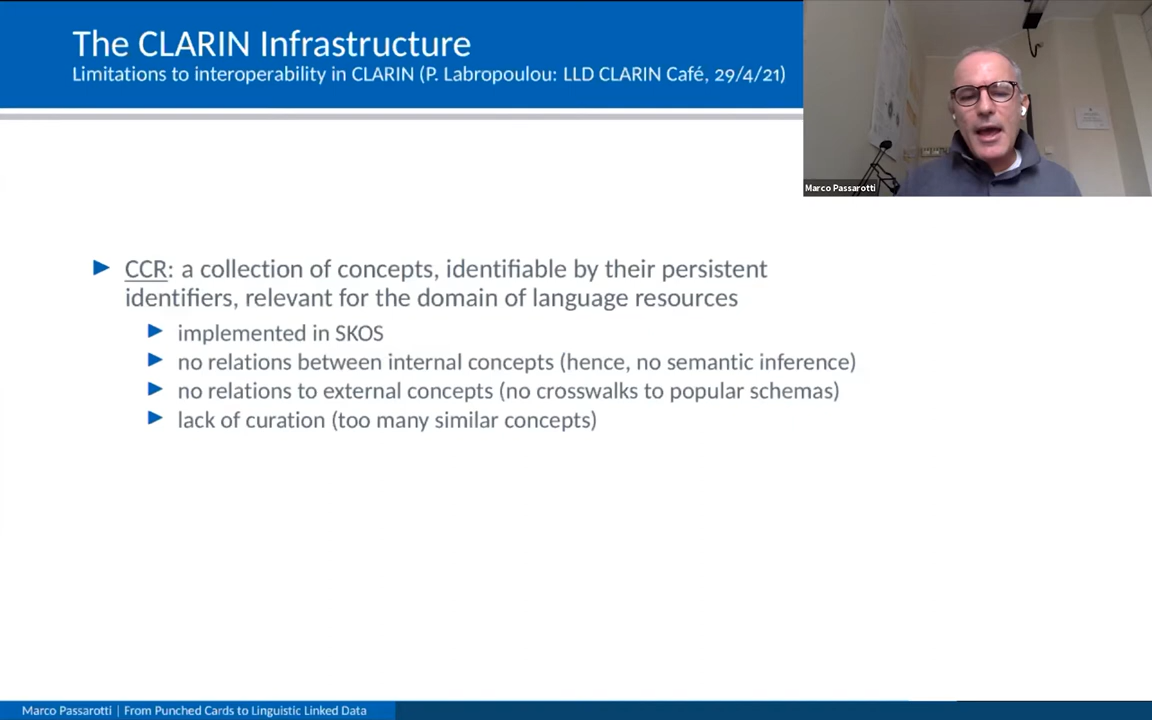 The CLARIN Infrastructure
Limitations to interoperability in CLARIN (P. Labropoulou: LLD CLARIN Café, 29/4/21)
Marco Passarotti
CCR: a collection of concepts, identifiable by their persistent
identifiers, relevant for the domain of language resources
implemented in SKOS
no relations between internal concepts (hence, no semantic inference)
no relations to external concepts (no crosswalks to popular schemas)
lack of curation (too many similar concepts)
Marco Passarotti | From Punched Cards to Linguistic Linked Data